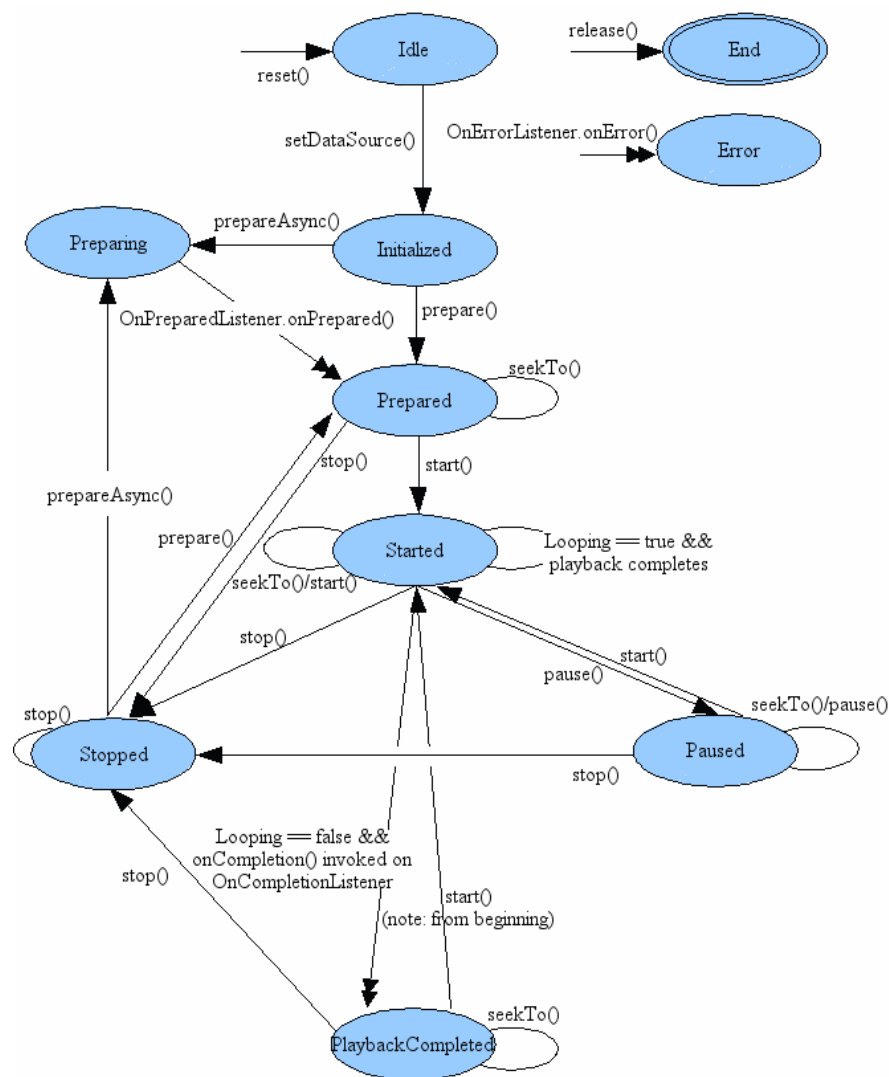 Idle
release()
End
reset()
setDataSource()
OnErrorListener.onError()
Error
prepareAsync()
Preparing
Initialized
OnPreparedListener.onPrepared()
prepare()
seekTo()
Prepared
stop()
start()
prepareAsync()
prepare()
Started
Looping == true &&
playback completes
seekTo()/start()
stop()
start()
pause()
seekTo()/pause()
stop()
Stopped
Paused
stop()
Looping == false &&
onCompletion() invoked on
OnCompletionListener
stop()
start()
(note: from beginning)
seekTo()
PlaybackCompleted